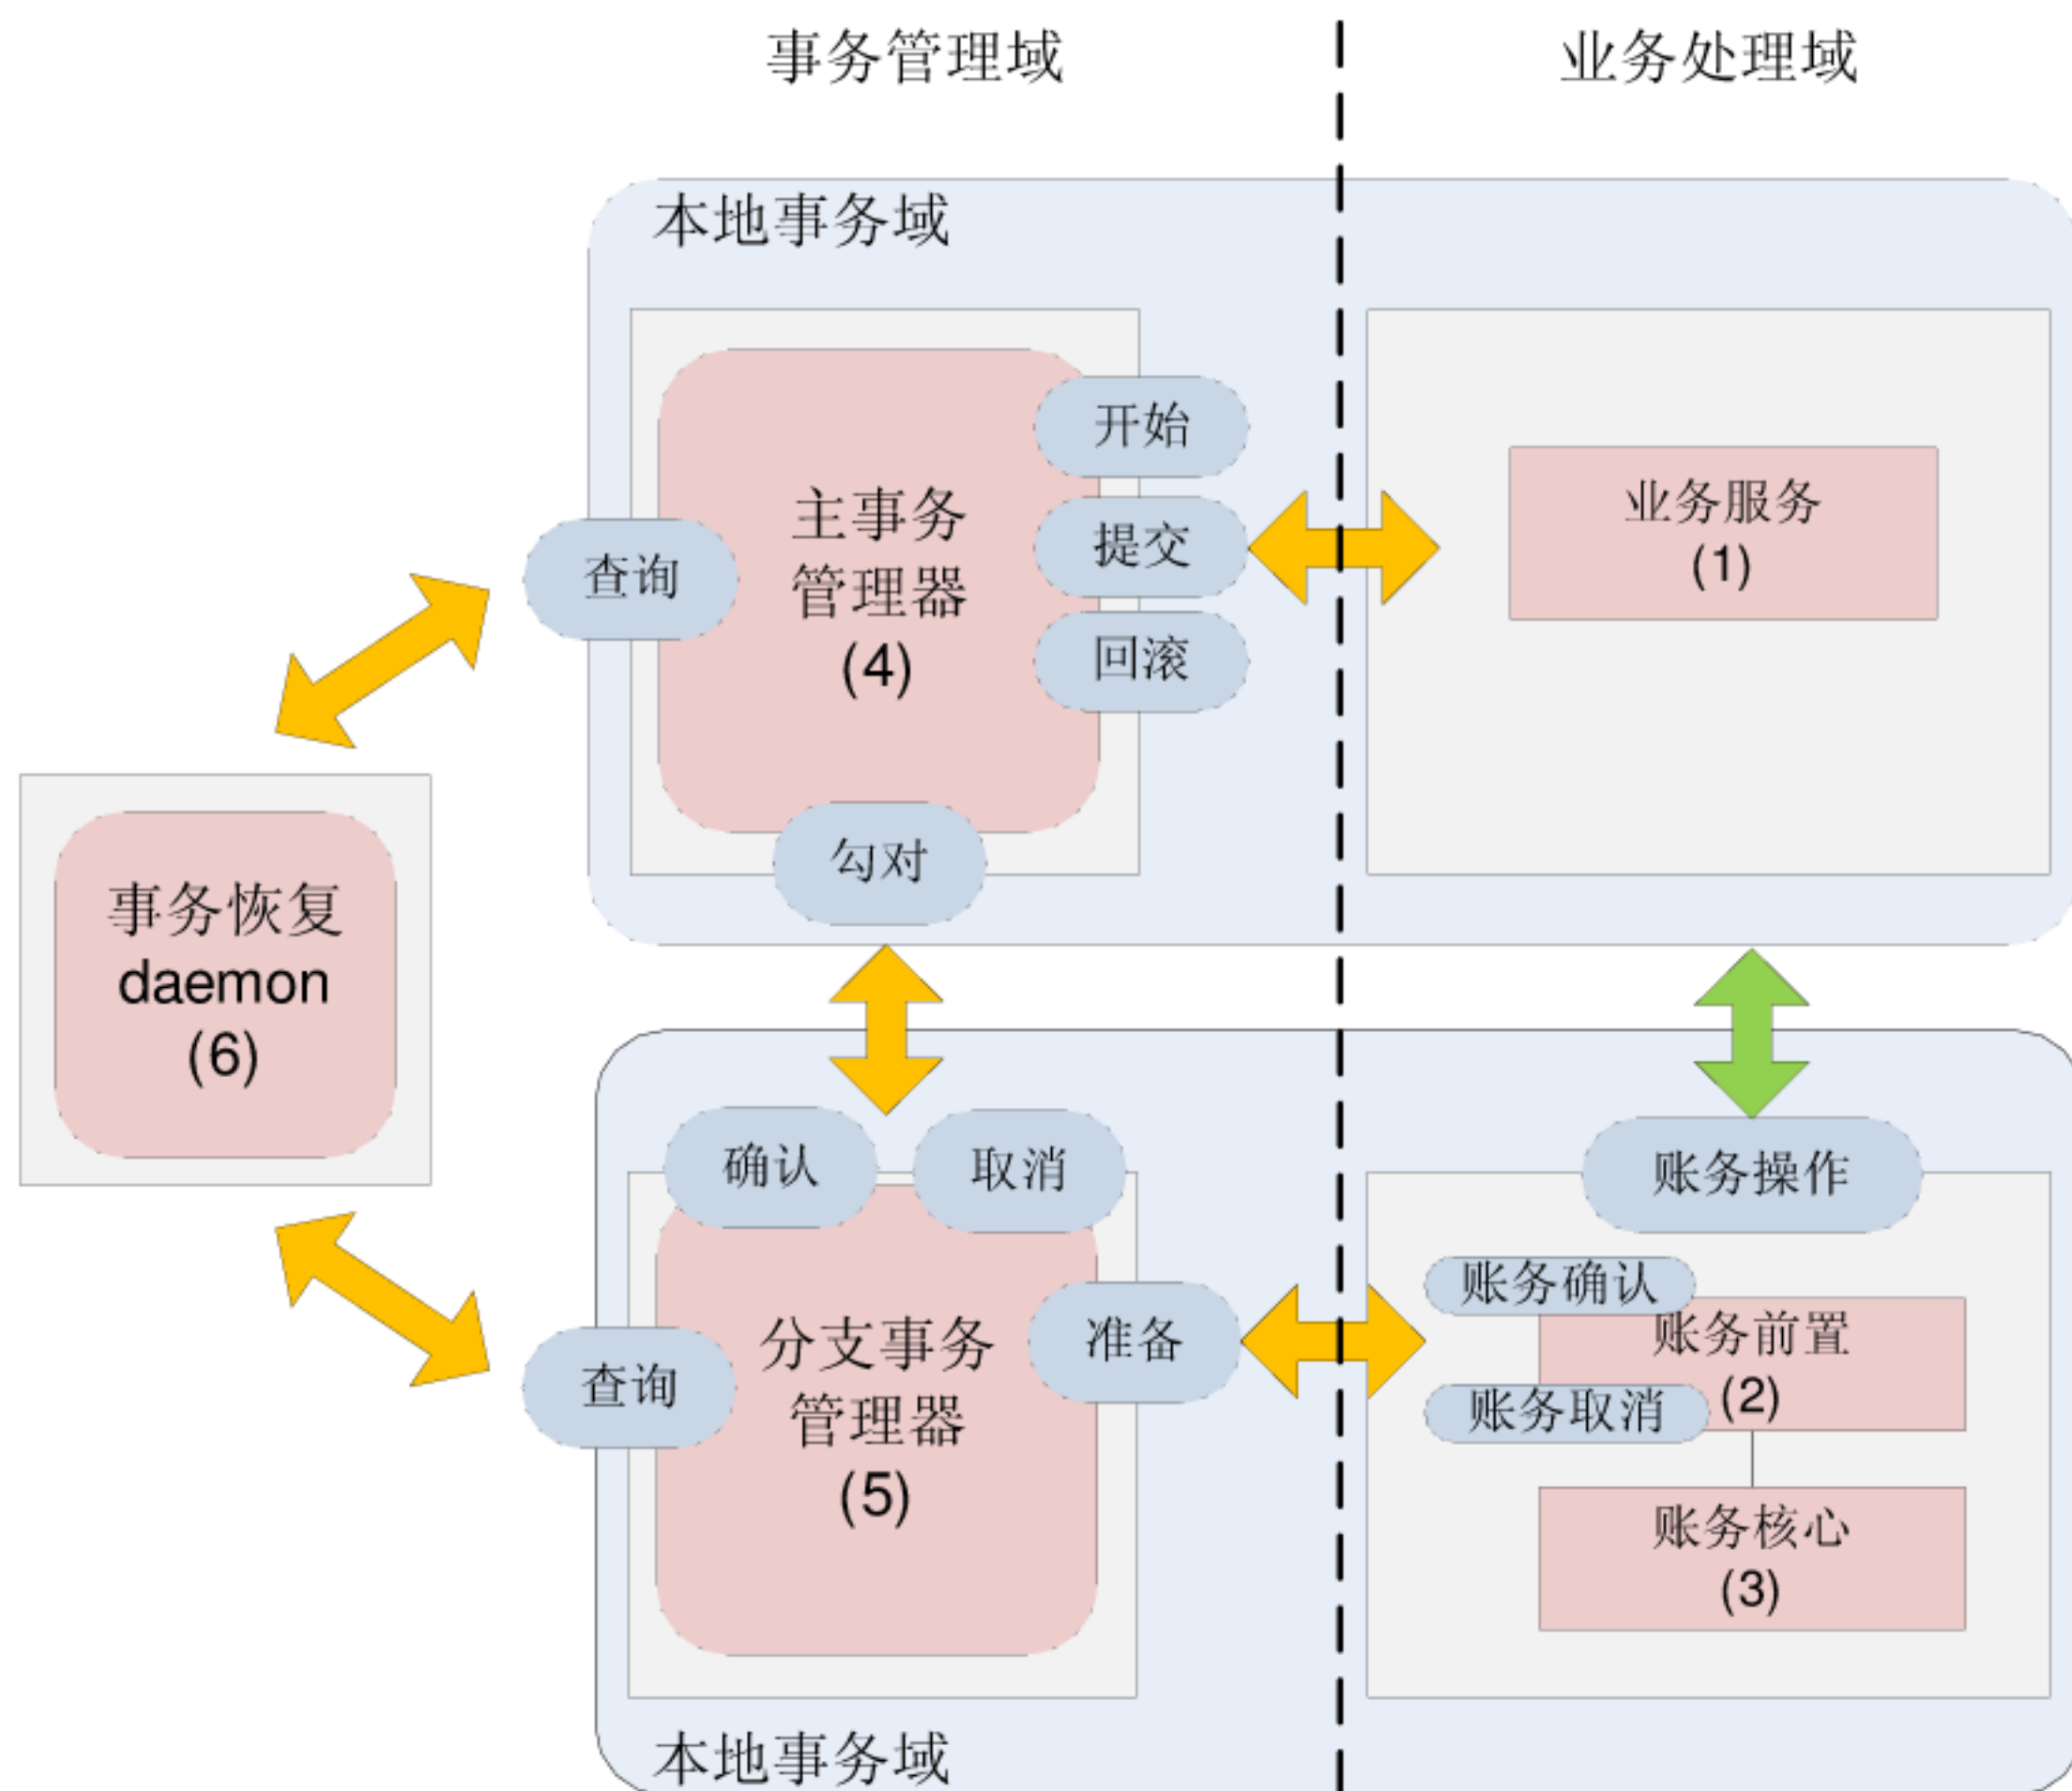 事务管理域
业务处理域
本地事务域
开始
业务服务
(1)
主事务
管理器
(4)
提交
查询
回滚
勾对
事务恢复
daemon
(6)
确认
取消
账务操作
账务确认
账务前置
(2)
分支事务
管理器
(5)
准备
查询
账务取消
账务核心
(3)
本地事务域